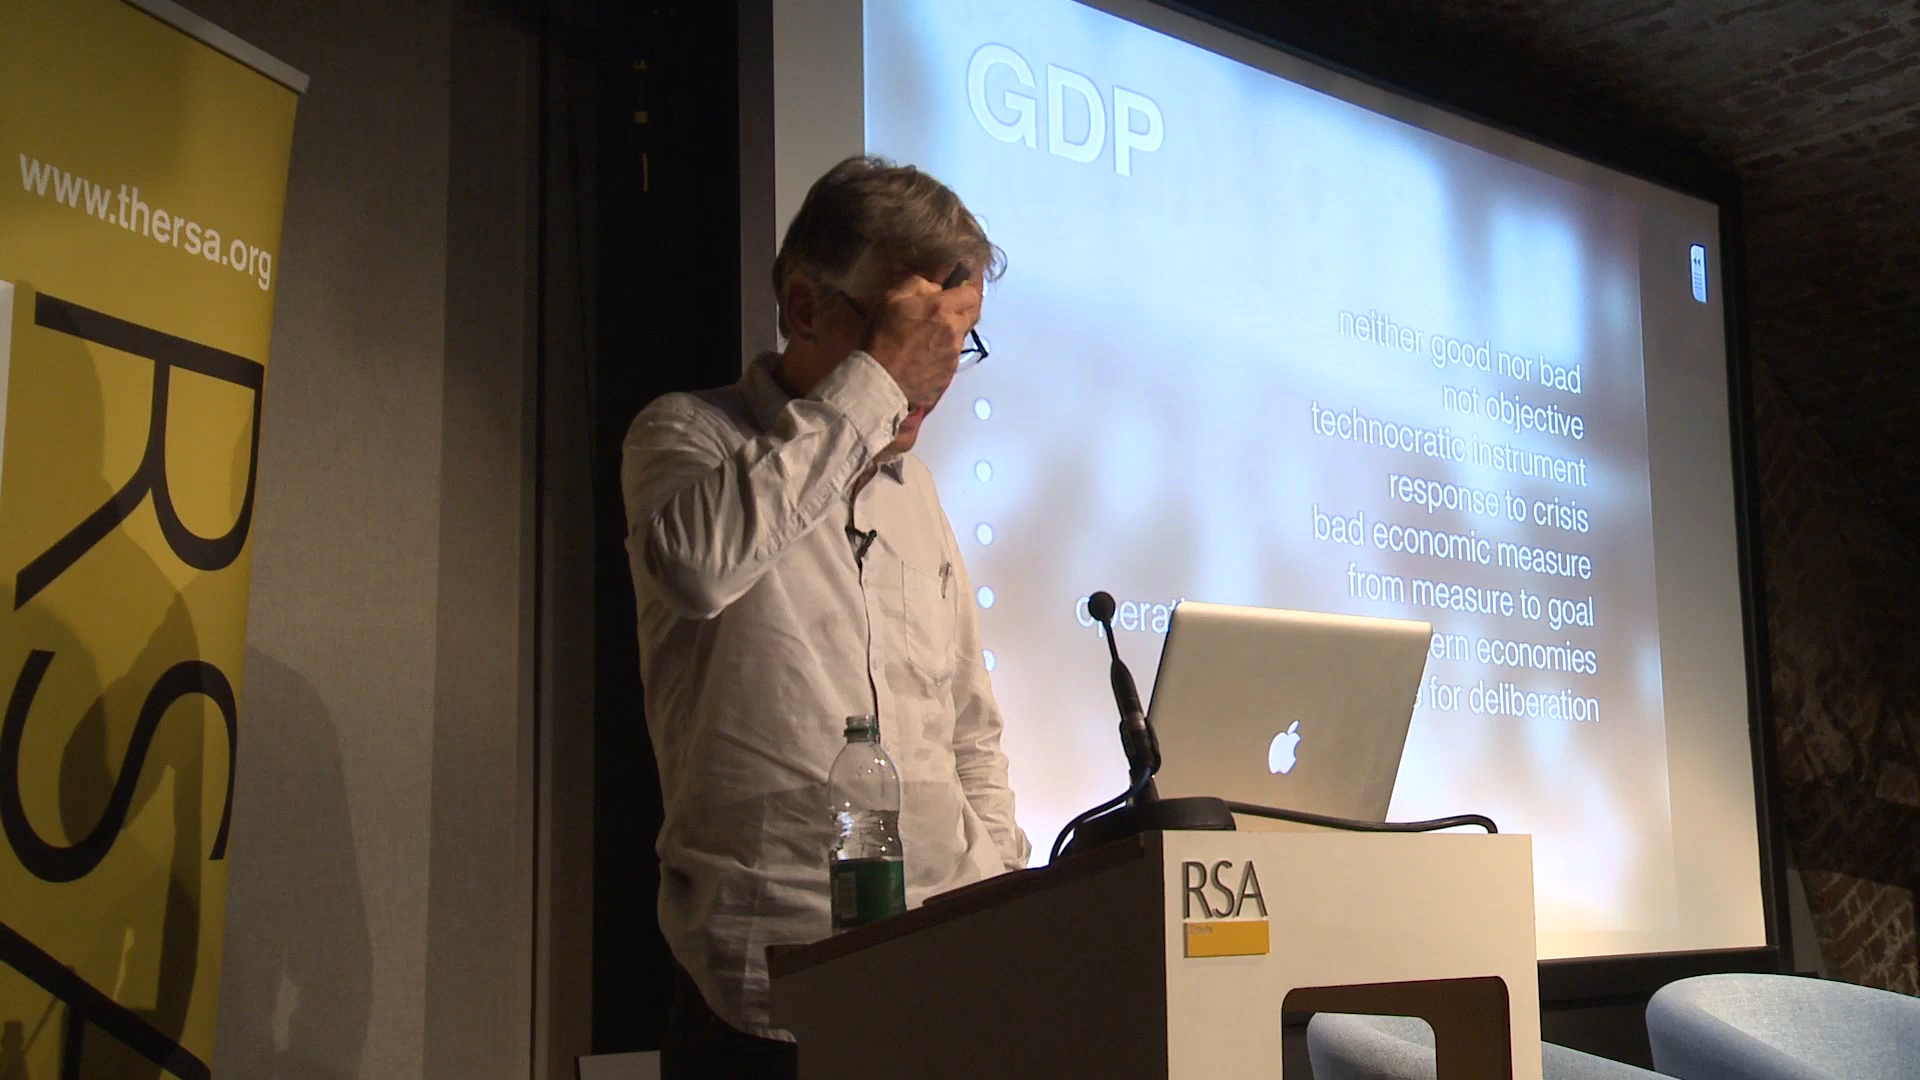 www.thersa.org
RSA
GDP
neither good nor bad
not objective
technocratic instrument
response to crisis
bad economic measure
from measure to goal
economies
for deliberation
RSA